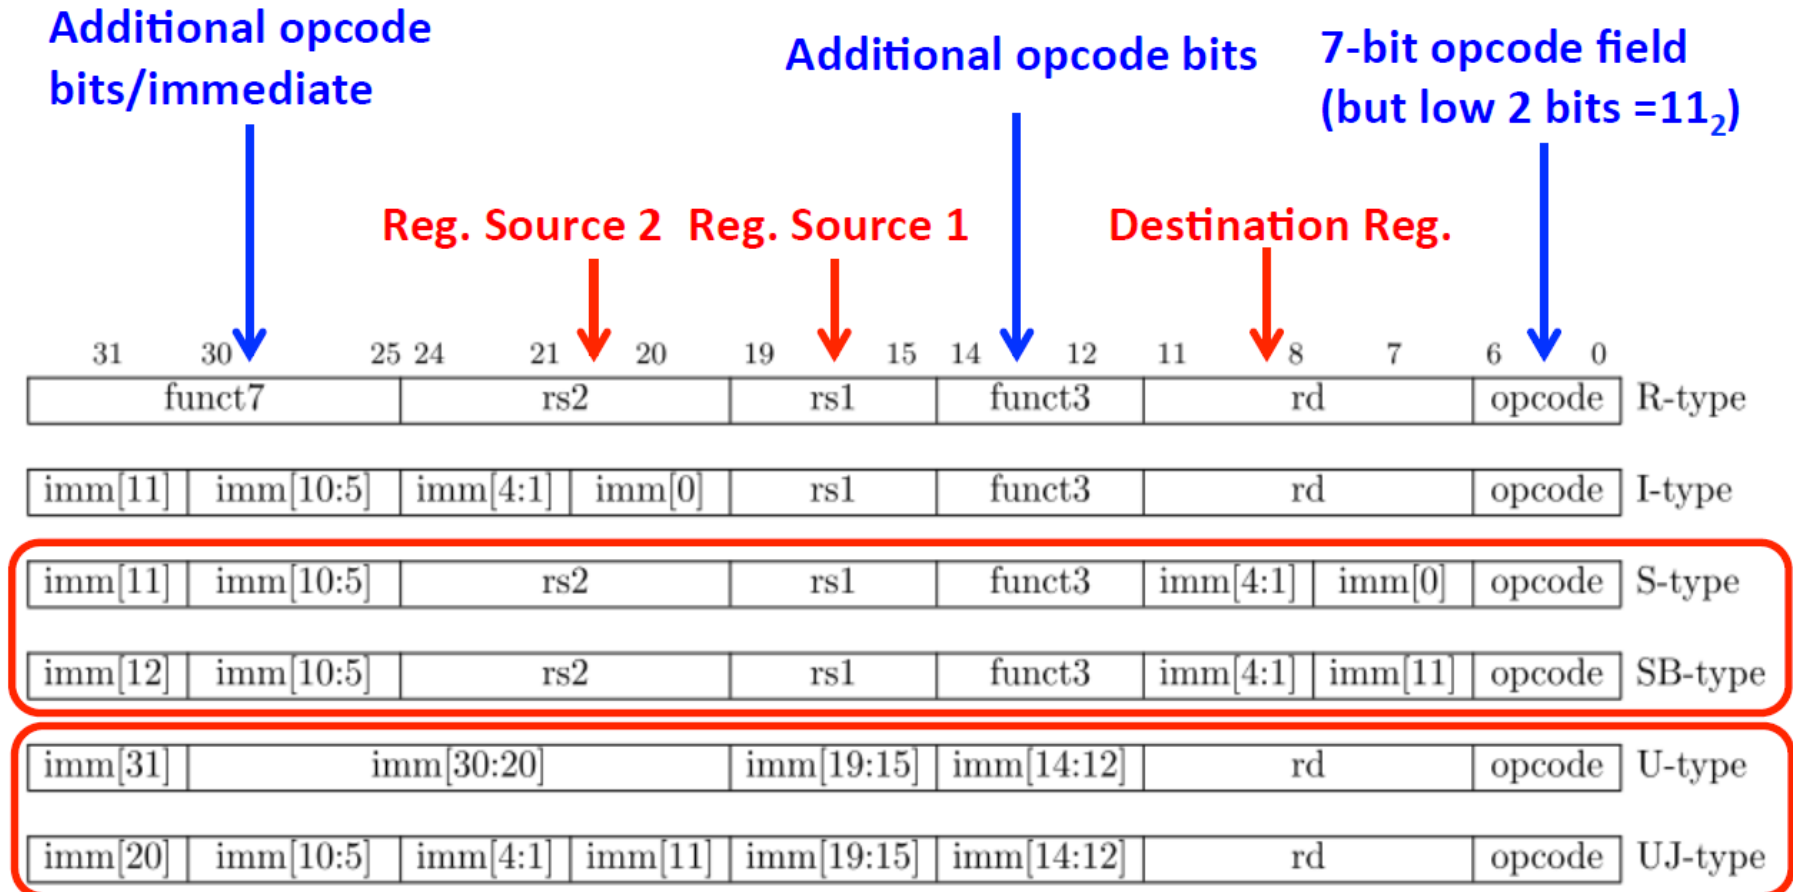 Additional opcode
bits/immediate
Additional opcode bits
7-bit opcode field
(but low 2 bits =11₂)
Reg. Source 2 Reg. Source 1 Destination Reg.
31 30 25 24 21 20 19 15 14 12 11 8 7 6 0
funct7 rs2 rs1 funct3 rd opcode R-type
imm[11] imm[10:5] imm[4:1] imm[0] rs1 funct3 rd opcode I-type
imm[11] imm[10:5] rs2 rs1 funct3 imm[4:1] imm[0] opcode S-type
imm[12] imm[10:5] rs2 rs1 funct3 imm[4:1] imm[11] opcode SB-type
imm[31] imm[30:20] imm[19:15] imm[14:12] rd opcode U-type
imm[20] imm[10:5] imm[4:1] imm[11] imm[19:15] imm[14:12] rd opcode UJ-type